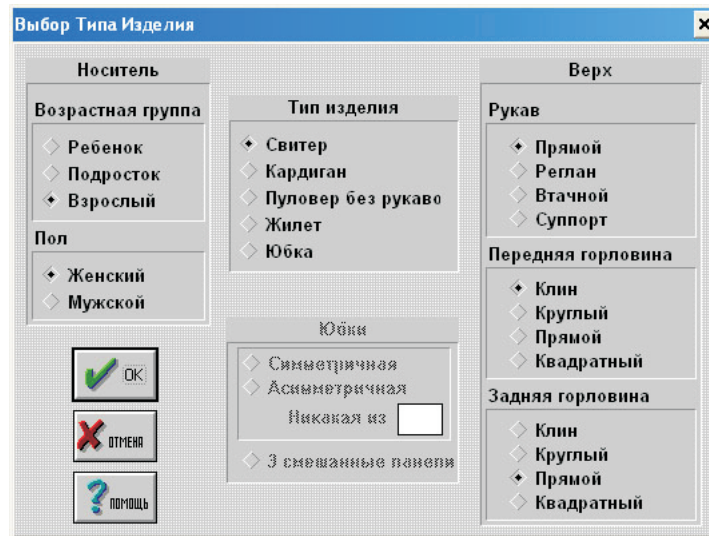 Выбор Типа Изделия
Носитель
Возрастная группа
Ребенок
Подросток
Взрослый
Пол
Женский
Мужской
OK
ОТМЕНА
ПОМОЩЬ
Тип изделия
Свитер
Кардиган
Пуловер без рукаво
Жилет
Юбка
Юбки
Симметричная
Асимметричная
Никакая из
3 смешанные панели
Верх
Рукав
Прямой
Реглан
Втачной
Суппорт
Передняя горловина
Клин
Круглый
Прямой
Квадратный
Задняя горловина
Клин
Круглый
Прямой
Квадратный